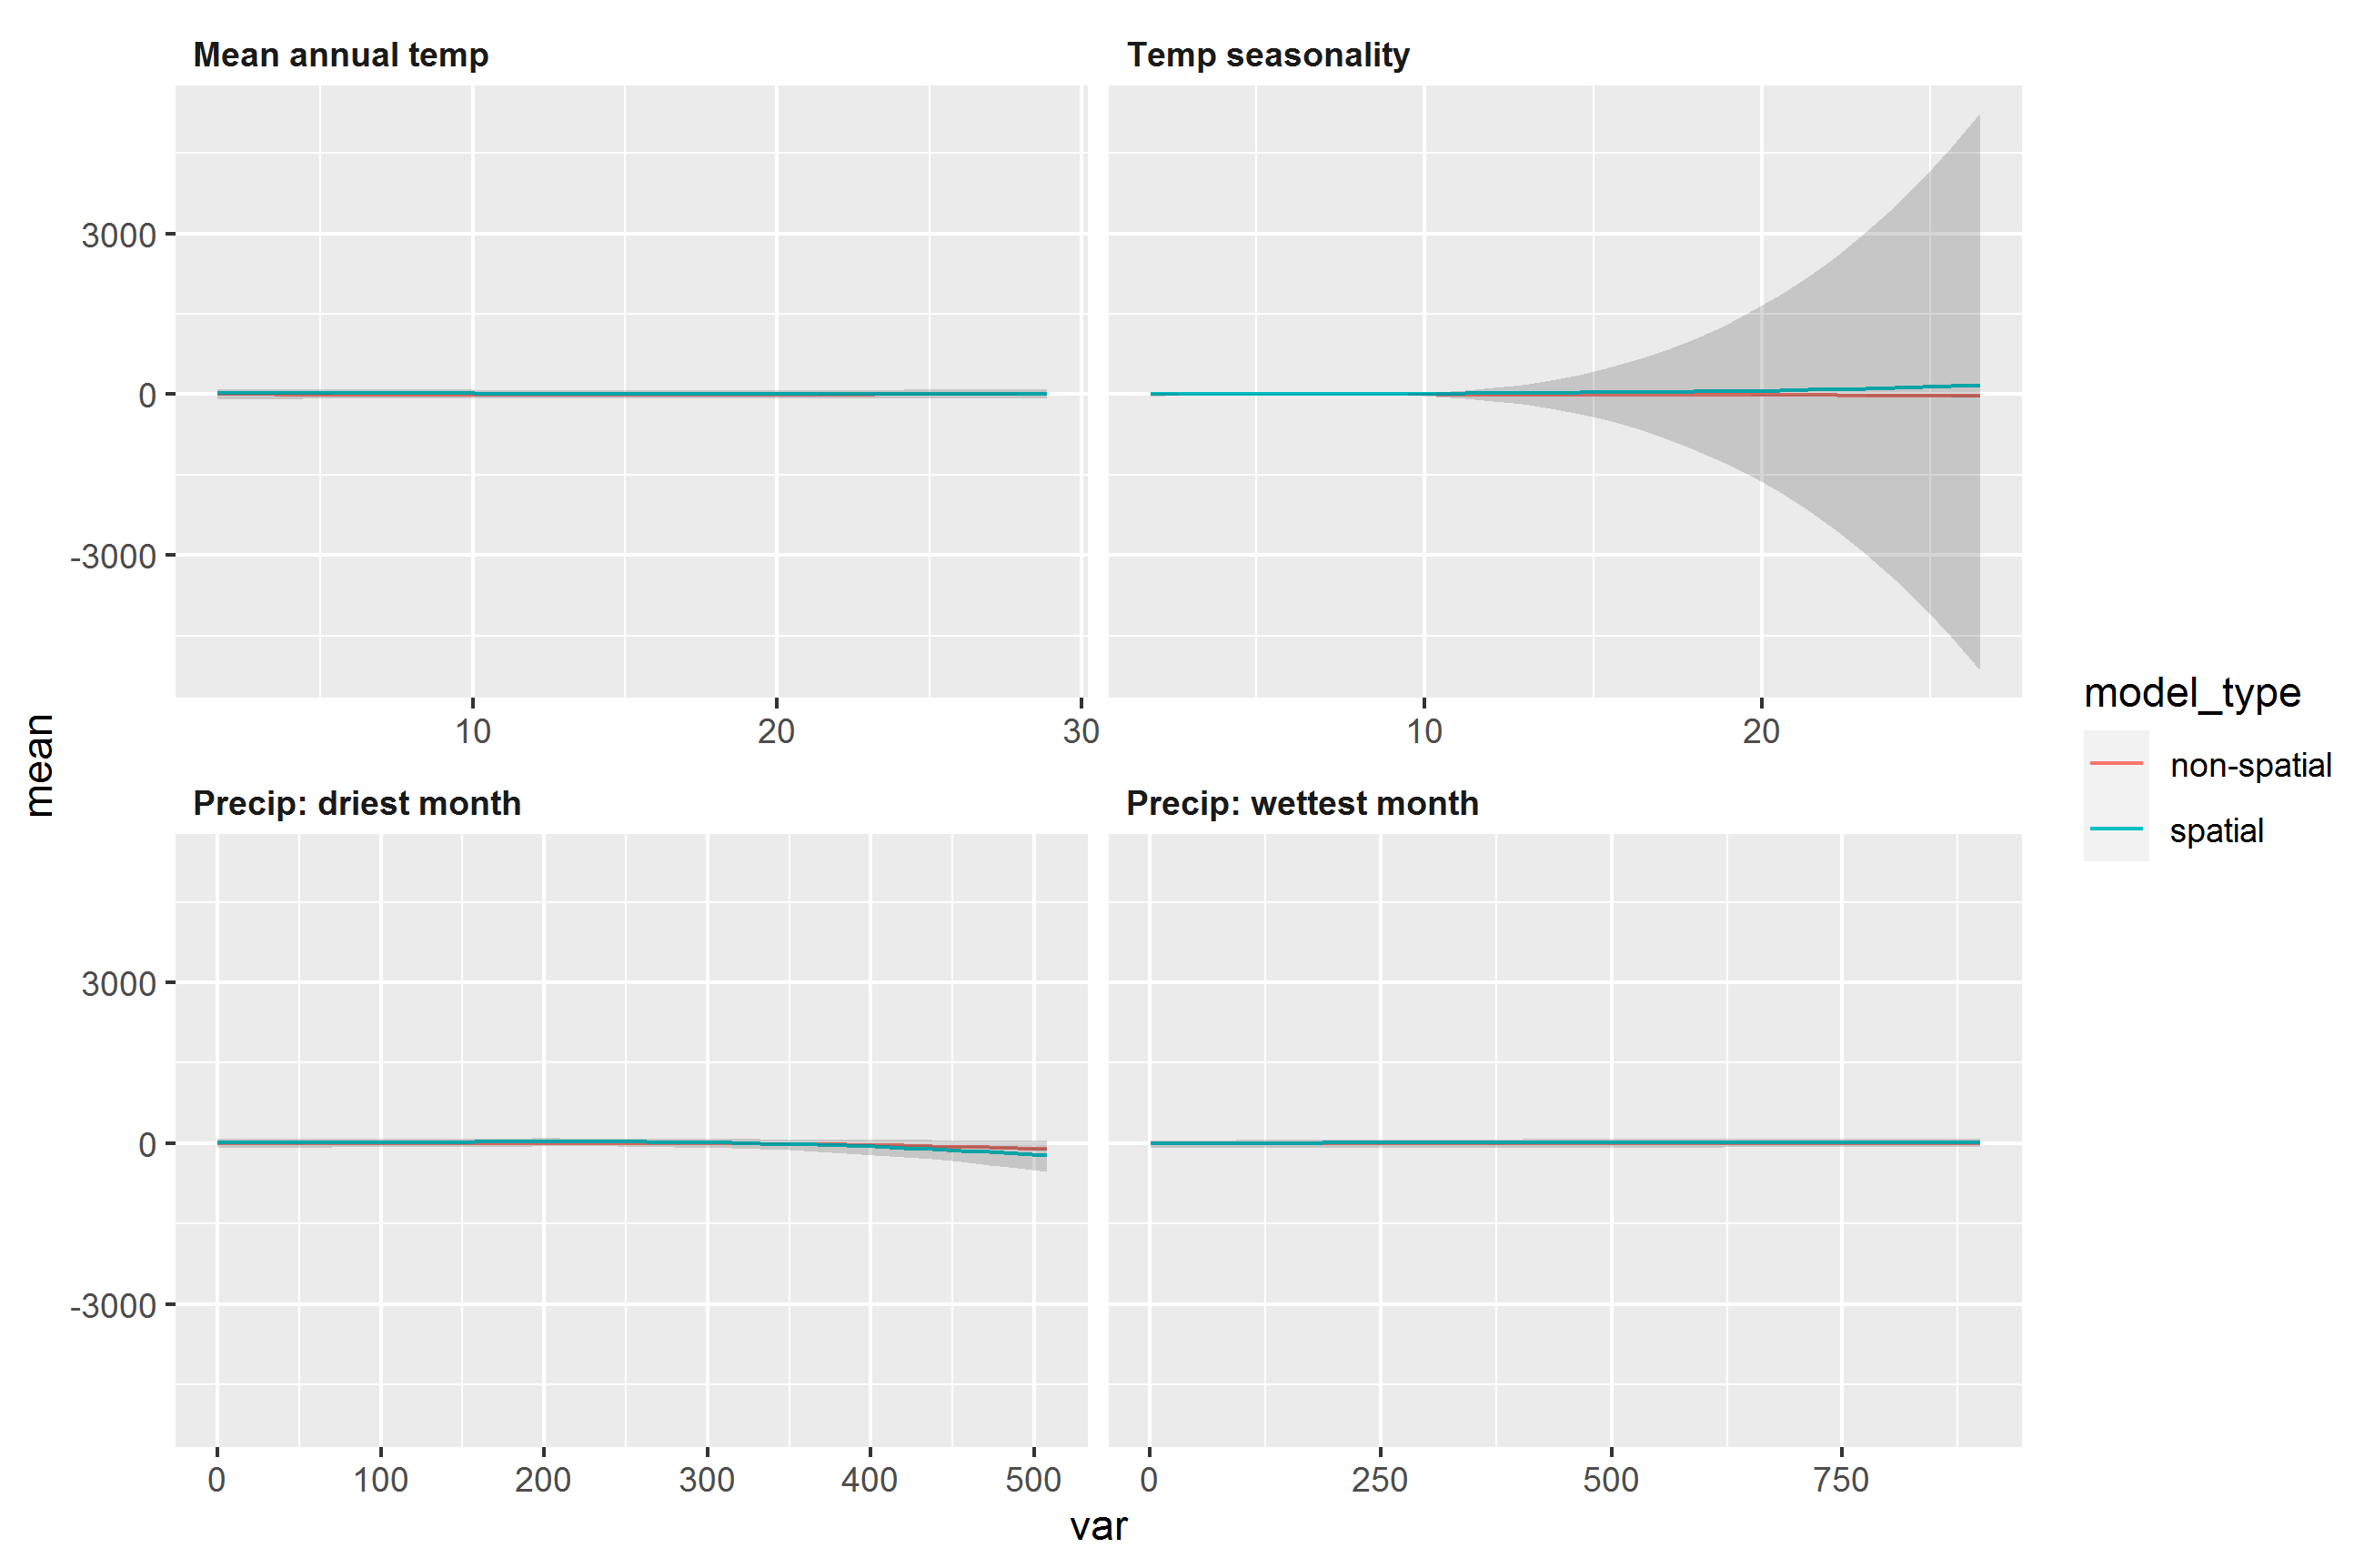 Mean annual temp
Temp seasonality
3000
0
-3000
10
20
30
10
20
mean
Precip: driest month
Precip: wettest month
3000
0
-3000
0
100
200
300
400
500
0
250
500
750
var
model_type
non-spatial
spatial